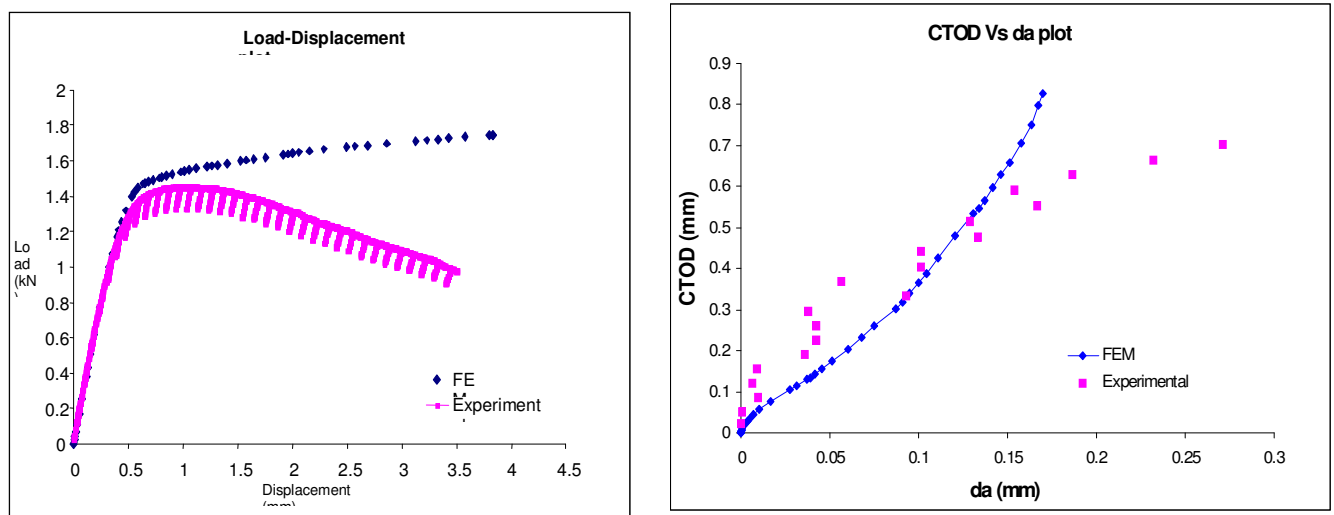 Load-Displacement
plot
2
1.8
1.6
1.4
1.2
1
0.8
0.6
0.4
0.2
0
Lo
ad
(kN
0 0.5 1 1.5 2 2.5 3 3.5 4 4.5
Displacement
(mm)
FE
M
Experiment
CTOD Vs da plot
0.9
0.8
0.7
0.6
0.5
0.4
0.3
0.2
0.1
0
CTOD (mm)
0 0.05 0.1 0.15 0.2 0.25 0.3
da (mm)
FEM
Experimental